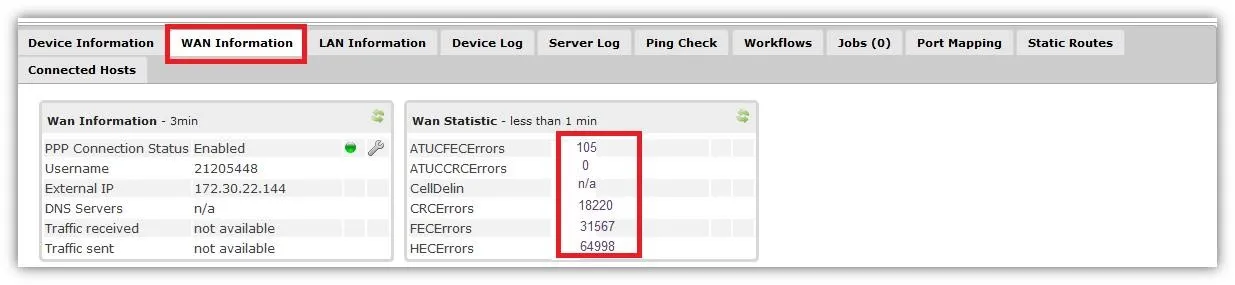 Device Information WAN Information LAN Information Device Log Server Log Ping Check Workflows Jobs (0) Port Mapping Static Routes
Connected Hosts
Wan Information - 3min
PPP Connection Status Enabled
Username 21205448
External IP 172.30.22.144
DNS Servers n/a
Traffic received not available
Traffic sent not available
Wan Statistic - less than 1 min
ATUCFECErrors 105
ATUCCRCErrors 0
CellDelin n/a
CRCErrors 18220
FECErrors 31567
HECErrors 64998